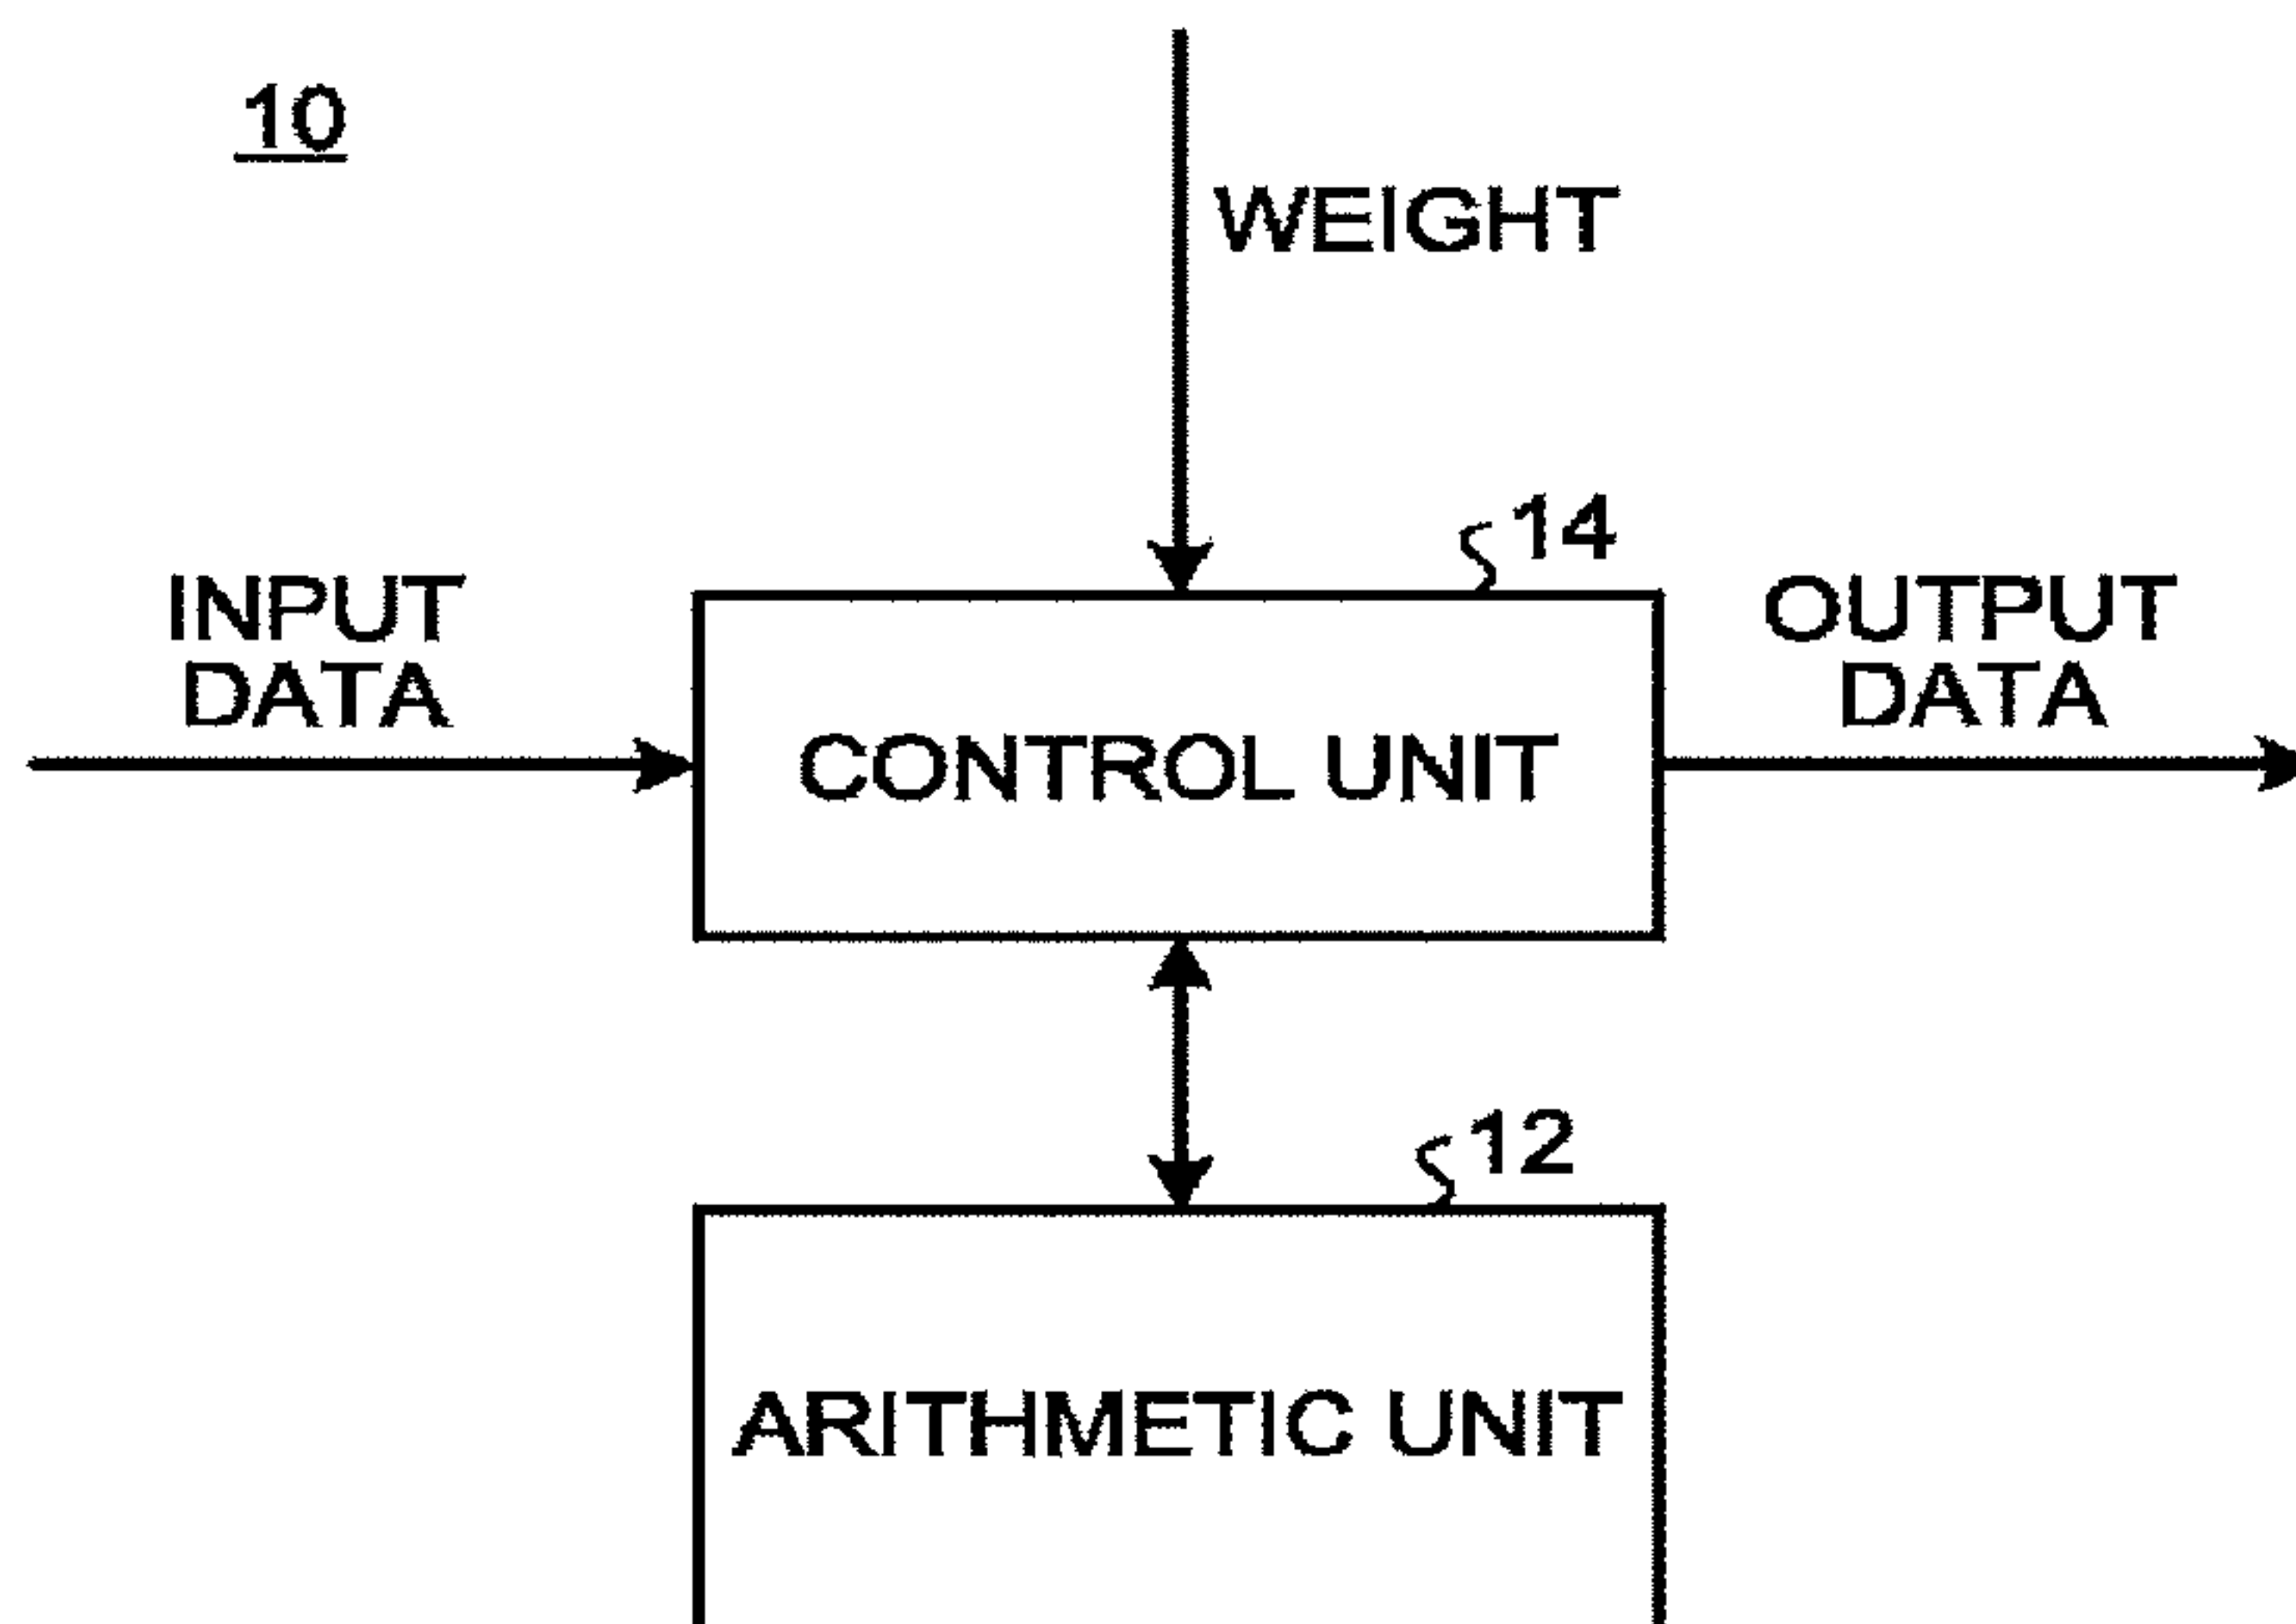 10
WEIGHT
14
INPUT
DATA
OUTPUT
DATA
CONTROL UNIT
12
ARITHMETIC UNIT